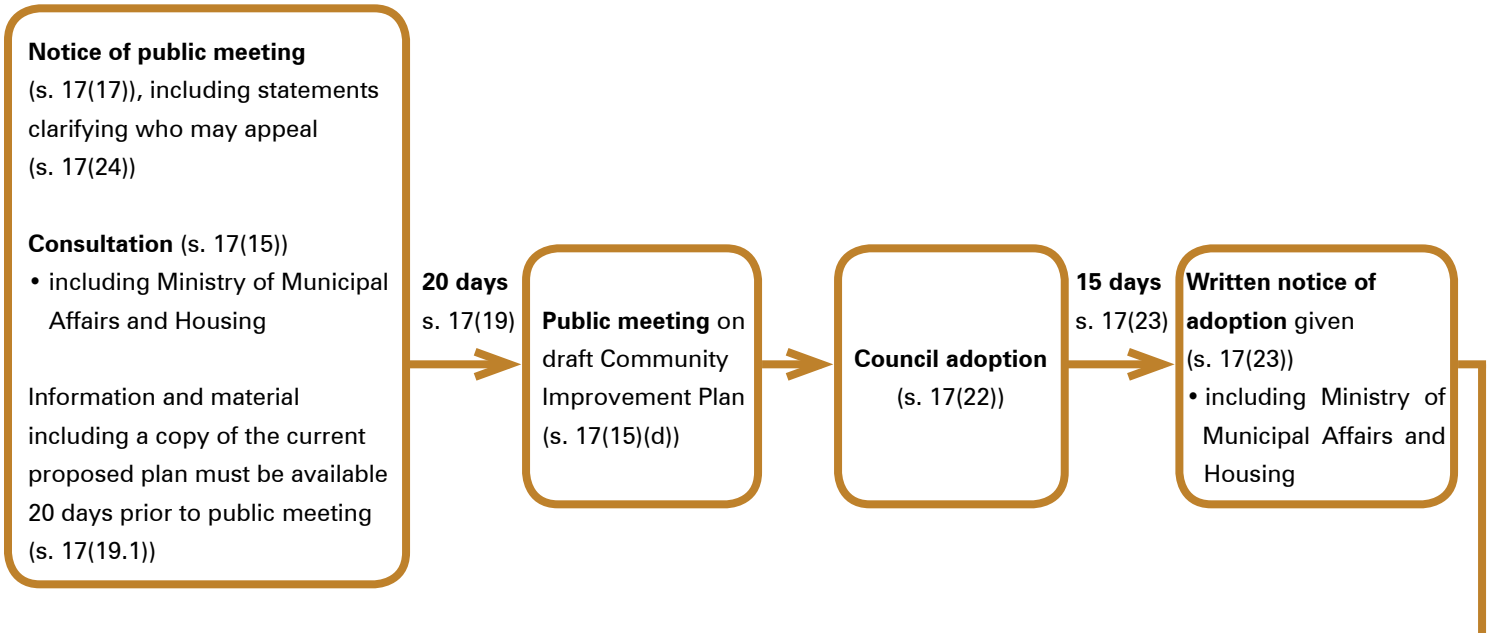 Notice of public meeting
(s. 17(17)), including statements
clarifying who may appeal
(s. 17(24))
Consultation (s. 17(15))
• including Ministry of Municipal
Affairs and Housing
Information and material
including a copy of the current
proposed plan must be available
20 days prior to public meeting
(s. 17(19.1))
20 days
s. 17(19)
Public meeting on
draft Community
Improvement Plan
(s. 17(15)(d))
Council adoption
(s. 17(22))
15 days
s. 17(23)
Written notice of
adoption given
(s. 17(23))
• including Ministry of
Municipal Affairs and
Housing